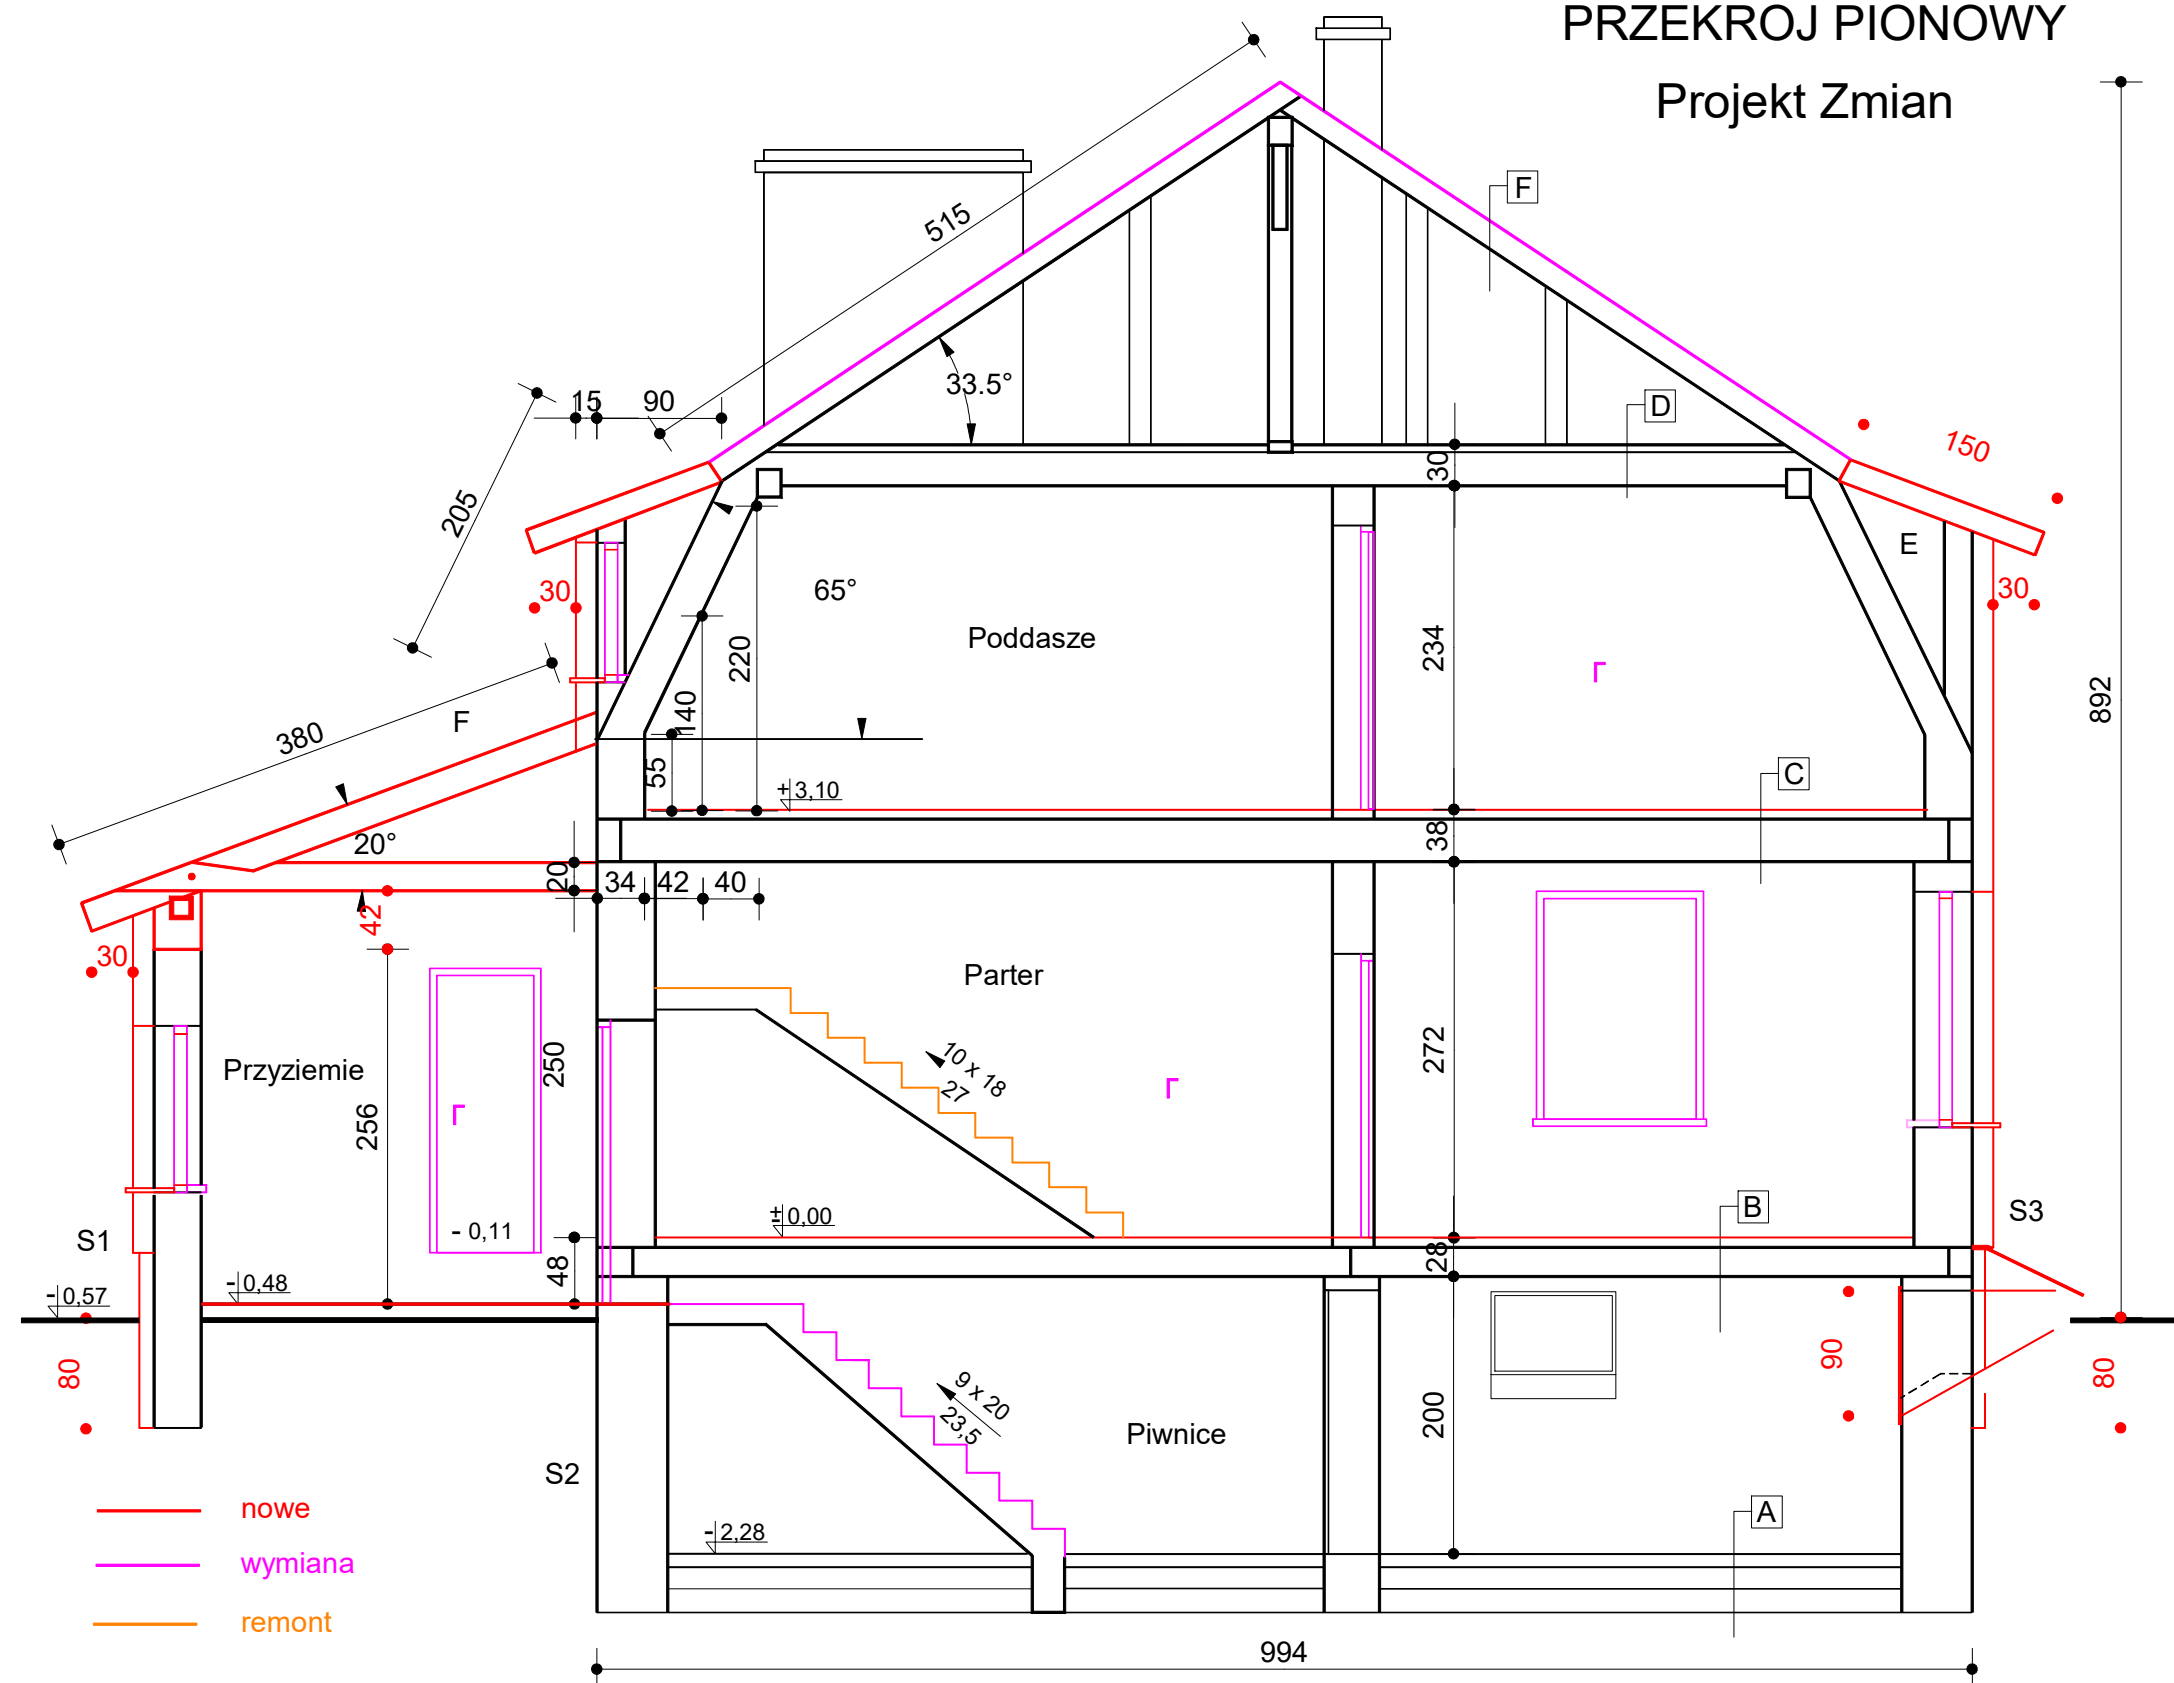 PRZEKROJ PIONOWY
Projekt Zmian
515
F
33.5°
15
90
D
150
205
30
E
30
30
65°
220
Poddasze
234
892
F
140
380
55
+3,10
C
38
20°
20
34
42
40
42
30
Parter
Przyziemie
250
256
10 x 18
27
272
- 0,11
± 0,00
B
S3
S1
48
28
- 0,48
- 0,57
80
90
80
9 x 20
23,5
200
Piwnice
S2
nowe
A
- 2,28
wymiana
remont
994